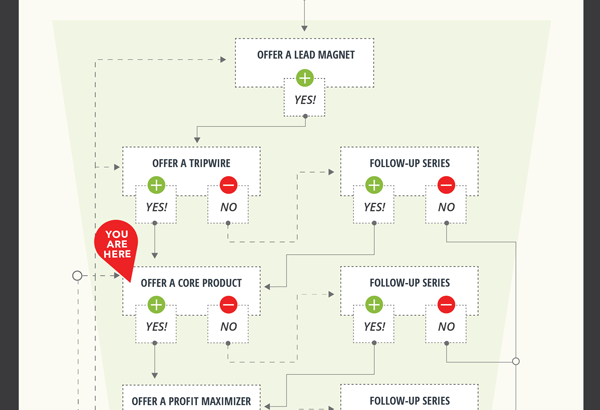 OFFER A LEAD MAGNET
YES!
OFFER A TRIPWIRE
FOLLOW-UP SERIES
YES!
NO
YES!
NO
YOU
ARE
HERE
OFFER A CORE PRODUCT
FOLLOW-UP SERIES
YES!
NO
YES!
NO
OFFER A PROFIT MAXIMIZER
FOLLOW-UP SERIES